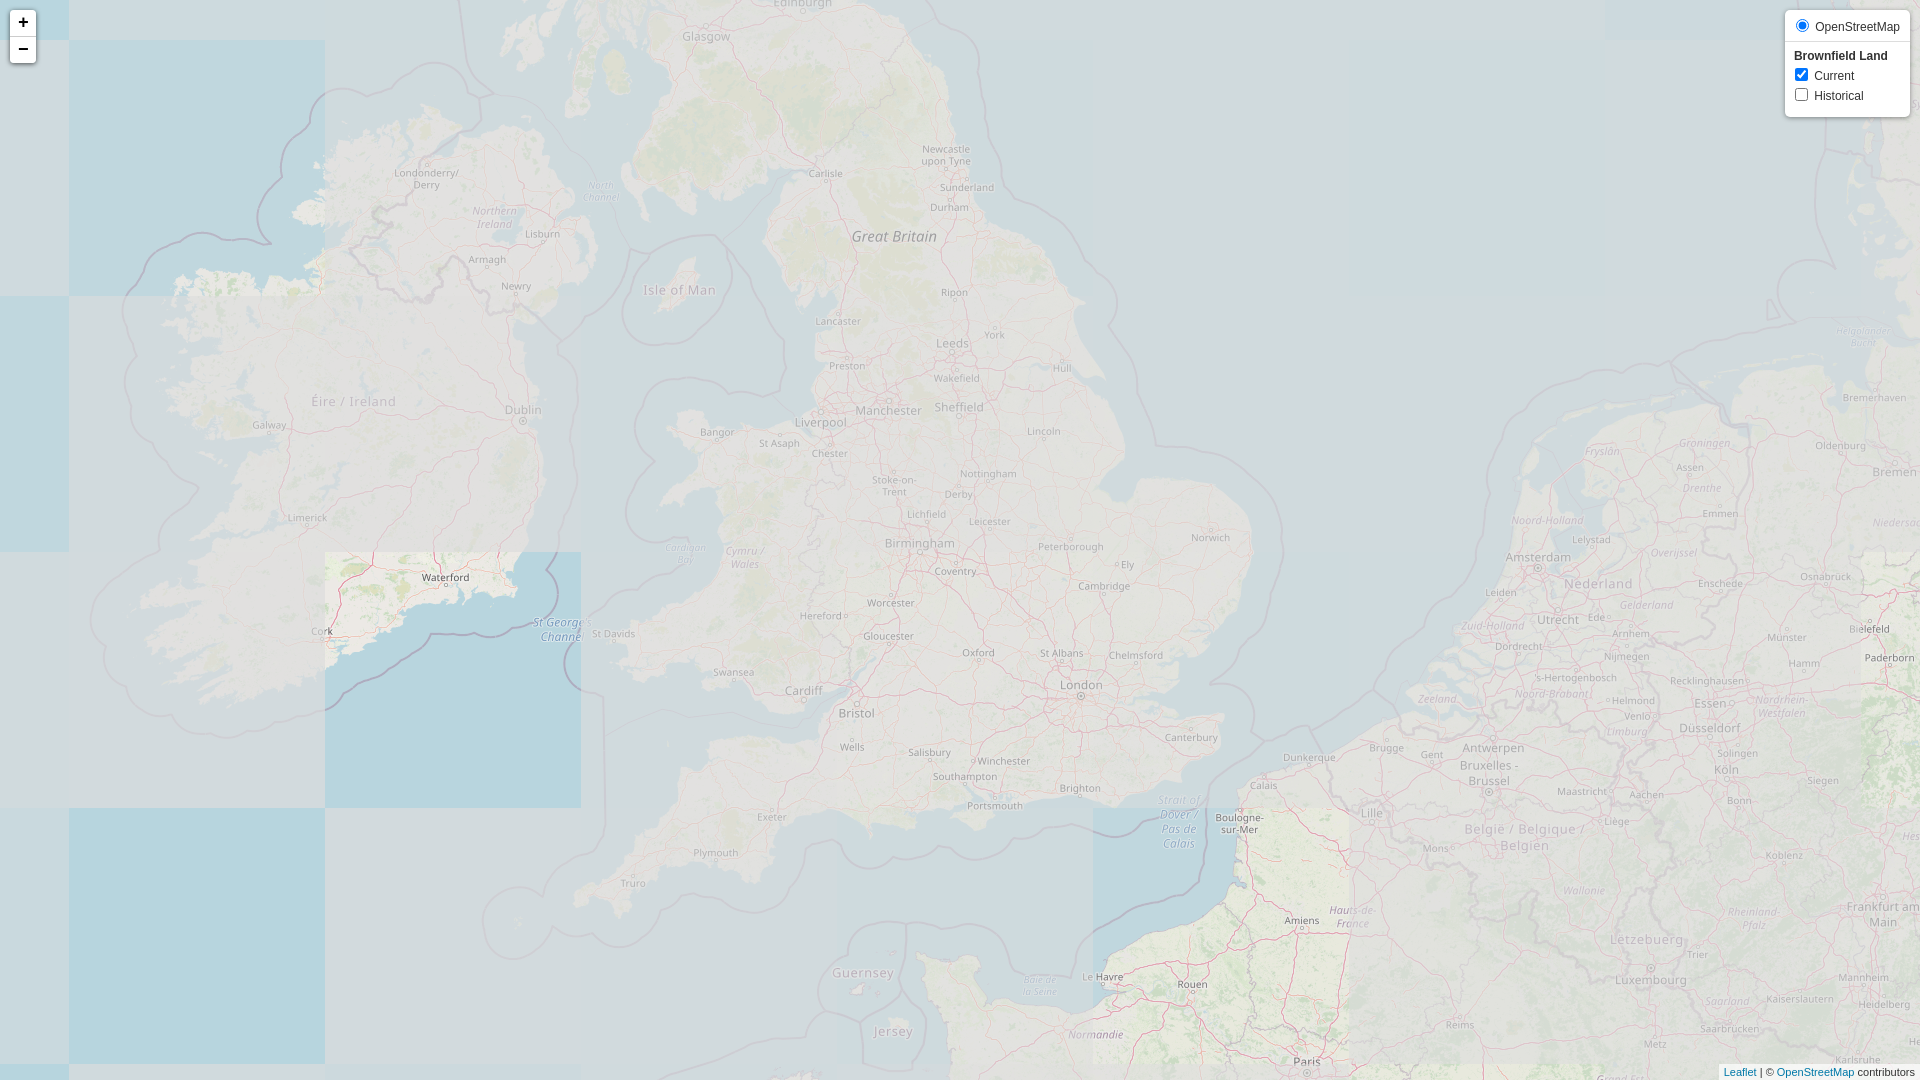 +
−
OpenStreetMap
Brownfield Land
Current
Historical
Edinburgh
Glasgow
Newcastle
upon Tyne
Londonderry/
Derry
Carlisle
North
Channel
Sunderland
Durham
Northern
Ireland
Lisburn
Great Britain
Armagh
Newry
Isle of Man
Ripon
Lancaster
York
Leeds
Helgoländer
Bucht
Preston
Hull
Wakefield
Éire / Ireland
Dublin
Manchester
Sheffield
Bremerhaven
Galway
Liverpool
Bangor
St Asaph
Chester
Lincoln
Groningen
Oldenburg
Fryslân
Assen
Bremen
Stoke-on-
Trent
Nottingham
Derby
Drenthe
Limerick
Lichfield
Leicester
Emmen
Noord-Holland
Norwich
Lelystad
Birmingham
Peterborough
Cardigan
Bay
Cymru /
Wales
Amsterdam
Overijssel
Coventry
Ely
Waterford
Cambridge
Nederland
Enschede
Osnabrück
Leiden
Worcester
Gelderland
Hereford
Utrecht
Ede
Cork
St George's
Channel
St Davids
Gloucester
Zuid-Holland
Arnhem
Bielefeld
Münster
Dordrecht
Nijmegen
Oxford
St Albans
Chelmsford
Hamm
Paderborn
Swansea
's-Hertogenbosch
Recklinghausen
London
Cardiff
Zeeland
Noord-Brabant
Helmond
Essen
Nordrhein-
Westfalen
Bristol
Venlo
Düsseldorf
Limburg
Canterbury
Wells
Salisbury
Winchester
Dunkerque
Brugge
Gent
Antwerpen
Solingen
Bruxelles -
Brussel
Köln
Siegen
Southampton
Brighton
Calais
Maastricht
Aachen
Bonn
Portsmouth
Strait of
Dover /
Pas de
Calais
Exeter
Boulogne-
sur-Mer
Lille
Liège
België / Belgique /
Belgien
Mons
Plymouth
Koblenz
Truro
Wallonie
Hauts-de-
France
Amiens
Rheinland-
Pfalz
Frankfurt am
Main
Lëtzebuerg
Trier
Guernsey
Le Havre
Baie de
la Seine
Rouen
Luxembourg
Mannheim
Kaiserslautern
Saarland
Heidelberg
Jersey
Normandie
Reims
Saarbrücken
Metz
Paris
Karlsruhe
Leaflet | © OpenStreetMap contributors